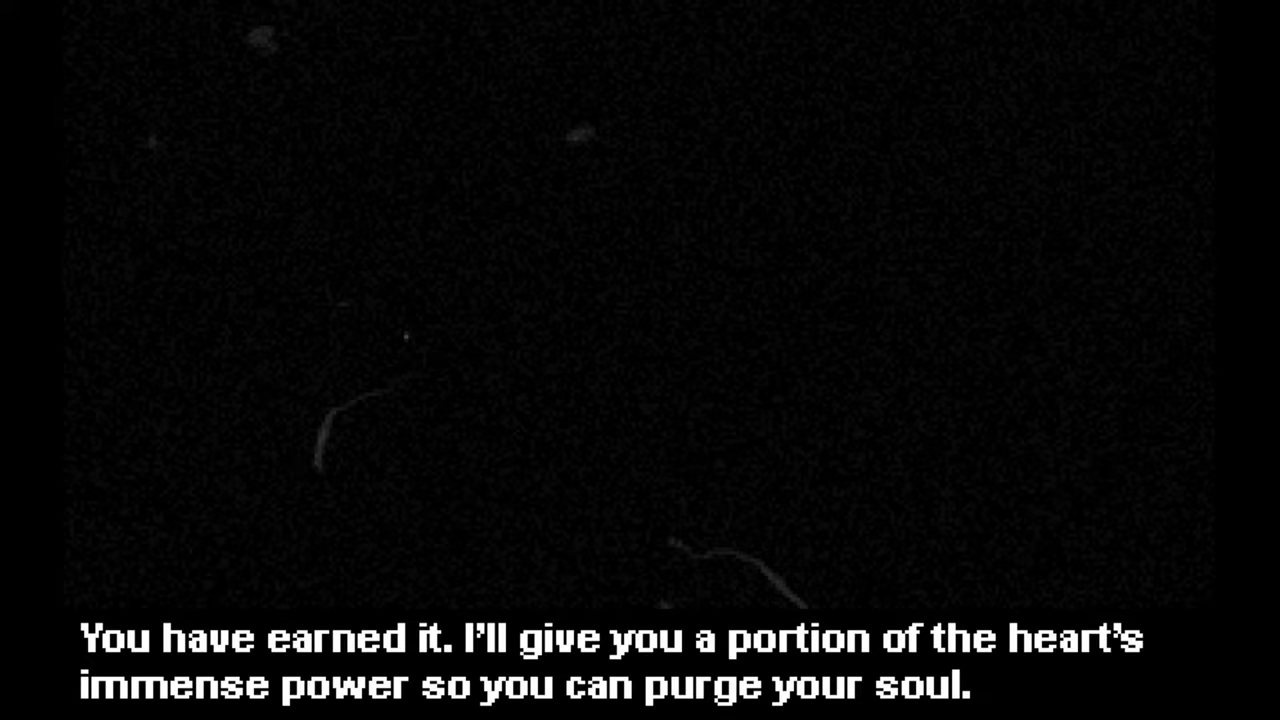 You have earned it. I'll give you a portion of the heart's
immense power so you can purge your soul.